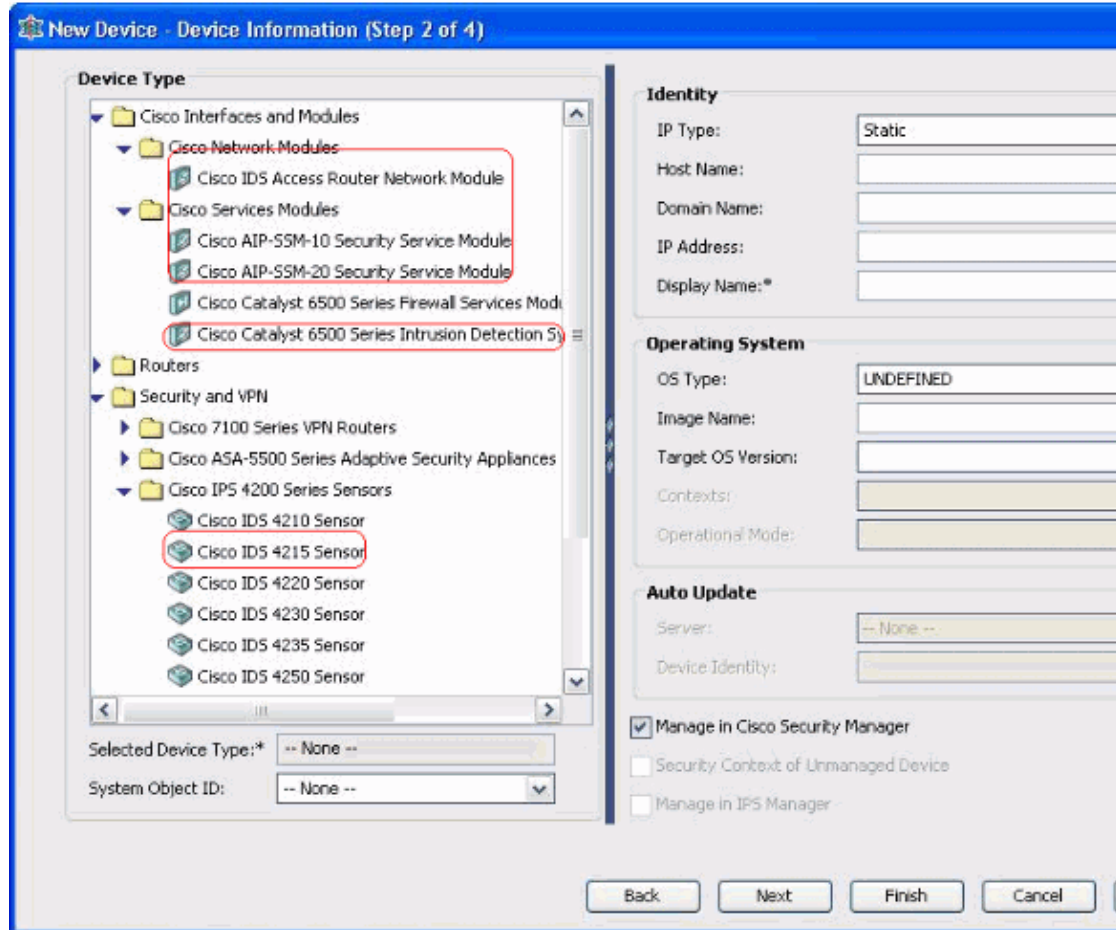 New Device - Device Information (Step 2 of 4)
Device Type
Cisco Interfaces and Modules
Cisco Network Modules
Cisco IDS Access Router Network Module
Cisco Services Modules
Cisco AIP-SSM-10 Security Service Module
Cisco AIP-SSM-20 Security Service Module
Cisco Catalyst 6500 Series Firewall Services Modu
Cisco Catalyst 6500 Series Intrusion Detection Sy
Routers
Security and VPN
Cisco 7100 Series VPN Routers
Cisco ASA-5500 Series Adaptive Security Appliances
Cisco IPS 4200 Series Sensors
Cisco IDS 4210 Sensor
Cisco IDS 4215 Sensor
Cisco IDS 4220 Sensor
Cisco IDS 4230 Sensor
Cisco IDS 4235 Sensor
Cisco IDS 4250 Sensor
Selected Device Type:* -- None --
System Object ID: -- None --
Identity
IP Type: Static
Host Name:
Domain Name:
IP Address:
Display Name:*
Operating System
OS Type: UNDEFINED
Image Name:
Target OS Version:
Contexts:
Operational Mode:
Auto Update
Server: -- None --
Device Identity:
Manage in Cisco Security Manager
Security Context of Unmanaged Device
Manage in IPS Manager
Back Next Finish Cancel